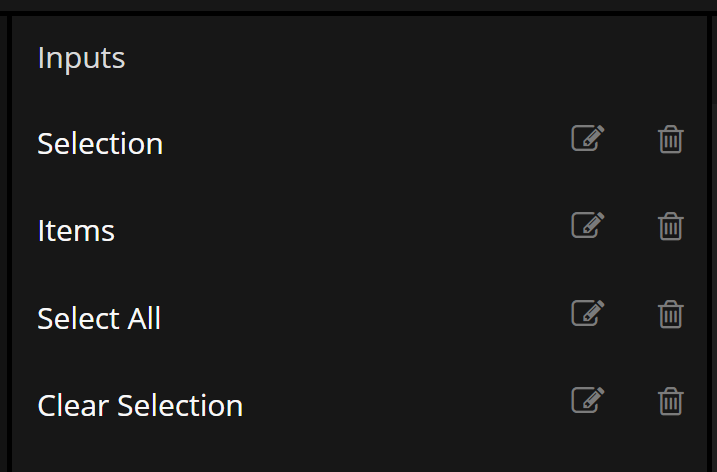 Inputs
Selection
Items
Select All
Clear Selection